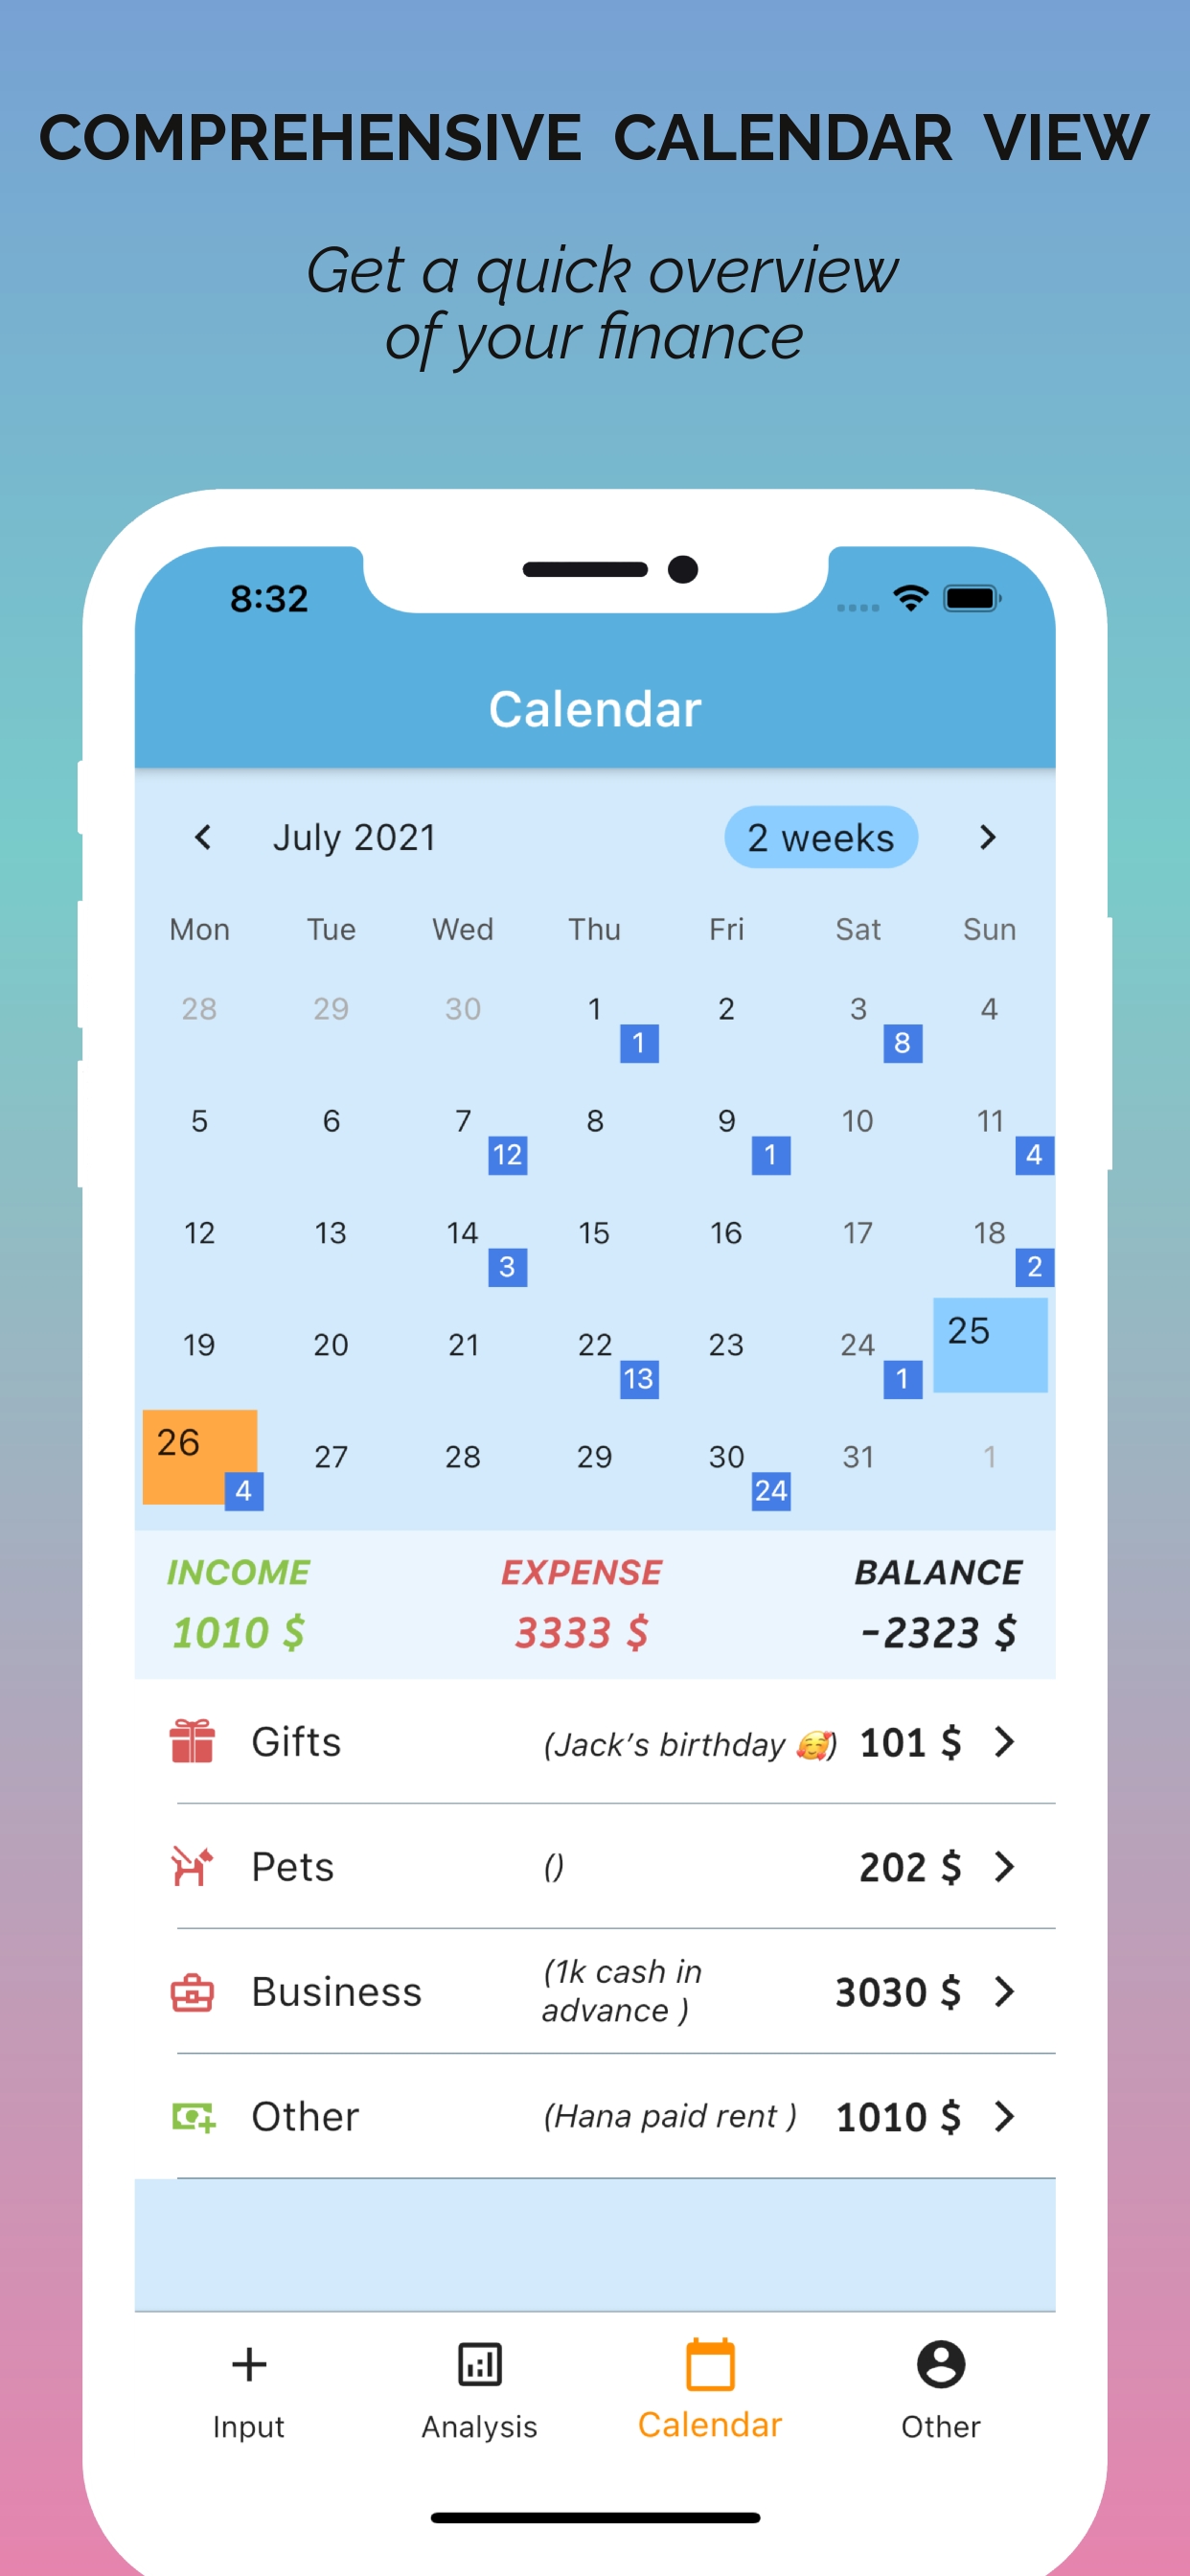 COMPREHENSIVE CALENDAR VIEW
Get a quick overview
of your finance
8:32
Calendar
July 2021 2 weeks
Mon Tue Wed Thu Fri Sat Sun
28 29 30 1 2 3 4
1 8
5 6 7 8 9 10 11
12 1 4
12 13 14 15 16 17 18
3 2
19 20 21 22 23 24 25
13 1
26 27 28 29 30 31 1
4 24
INCOME EXPENSE BALANCE
1010 $ 3333 $ -2323 $
Gifts (Jack's birthday 🥰) 101 $
Pets () 202 $
Business (1k cash in
advance ) 3030 $
Other (Hana paid rent ) 1010 $
Input Analysis Calendar Other